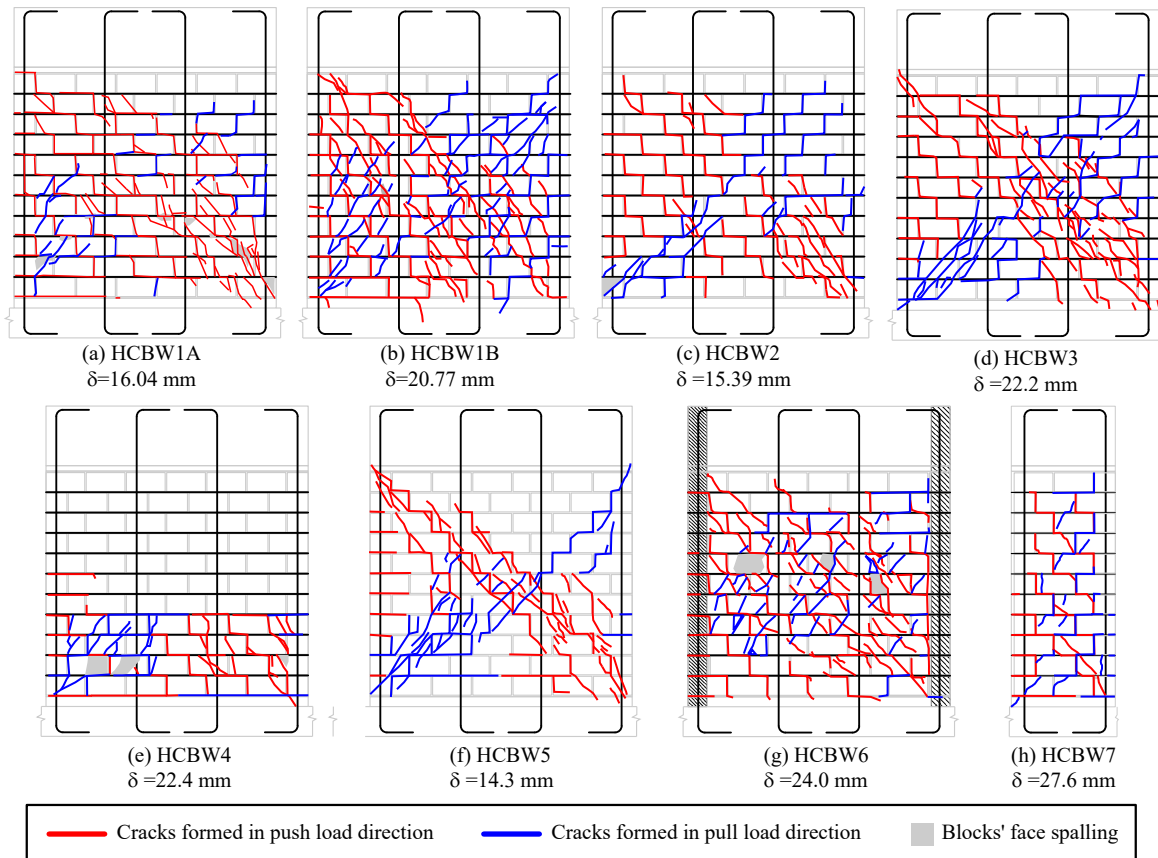 (a) HCBW1A
δ=16.04 mm
(b) HCBW1B
δ=20.77 mm
(c) HCBW2
δ =15.39 mm
(d) HCBW3
δ =22.2 mm
(e) HCBW4
δ =22.4 mm
(f) HCBW5
δ =14.3 mm
(g) HCBW6
δ =24.0 mm
(h) HCBW7
δ =27.6 mm
Cracks formed in push load direction
Cracks formed in pull load direction
Blocks' face spalling